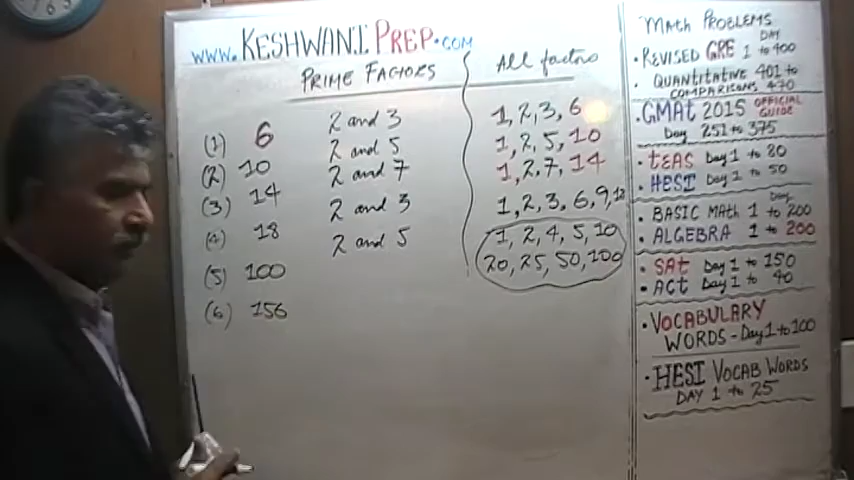 www.KESHWANI PREP.COM
PRIME FACTORS
All factors
(1) 6 2 and 3 1, 2, 3, 6
(2) 10 2 and 5 1, 2, 5, 10
(3) 14 2 and 7 1, 2, 7, 14
(4) 18 2 and 3 1, 2, 3, 6, 9, 18
(5) 100 2 and 5 1, 2, 4, 5, 10
20, 25, 50, 100
(6) 156
MATH PROBLEMS
DAY
• REVISED GRE 1 to 400
• QUANTITATIVE 401 to
COMPARISONS 470
• GMAt 2015 OFFICIAL
GUIDE
Day 251 to 375
• tEAS Day 1 to 80
• HESI Day 1 to 50
Day
• BASIC MAth 1 to 200
• ALGEBRA 1 to 200
• SAt Day 1 to 150
• ACt Day 1 to 40
• VOCABULARY
WORDS - Day 1 to 100
• HESI VOCAB WORDS
DAY 1 to 25